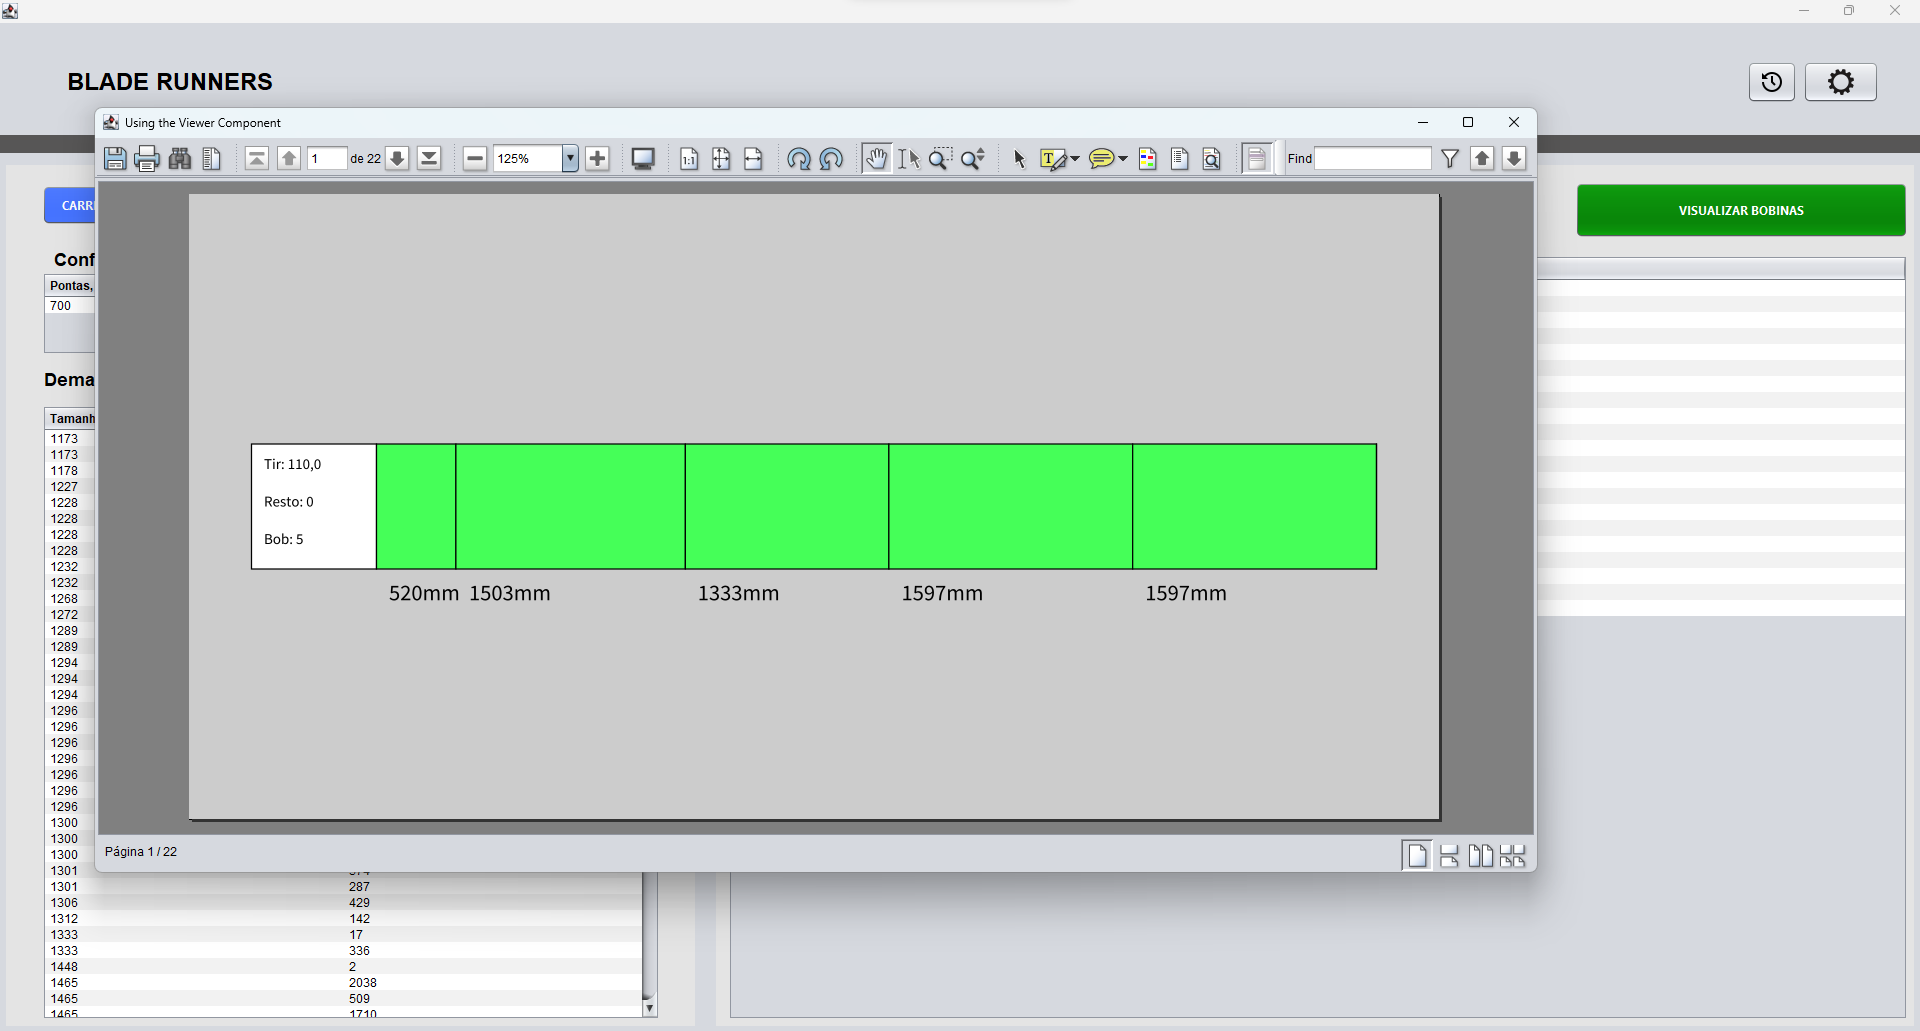 BLADE RUNNERS
Using the Viewer Component
1 de 22 125% Find
CARR
VISUALIZAR BOBINAS
Conf
Pontas,
700
Dema
Tamanh
1173
1173
1178
1227
1228
1228
1228
1228
1232
1232
1268
1272
1289
1289
1294
1294
1294
1296
1296
1296
1296
1296
1296
1296
1300
1300
1300
1301
1301 287
1306 429
1312 142
1333 17
1333 336
1448 2
1465 2038
1465 509
1465 1710
Tir: 110,0
Resto: 0
Bob: 5
520mm 1503mm 1333mm 1597mm 1597mm
Página 1 / 22